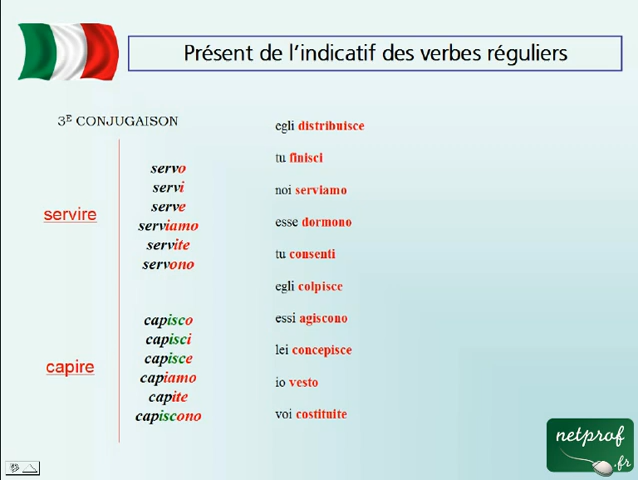 Présent de l'indicatif des verbes réguliers
3E CONJUGAISON
servire
servo
servi
serve
serviamo
servite
servono
capire
capisco
capisci
capisce
capiamo
capite
capiscono
egli distribuisce
tu finisci
noi serviamo
esse dormono
tu consenti
egli colpisce
essi agiscono
lei concepisce
io vesto
voi costituite
netprof
.fr